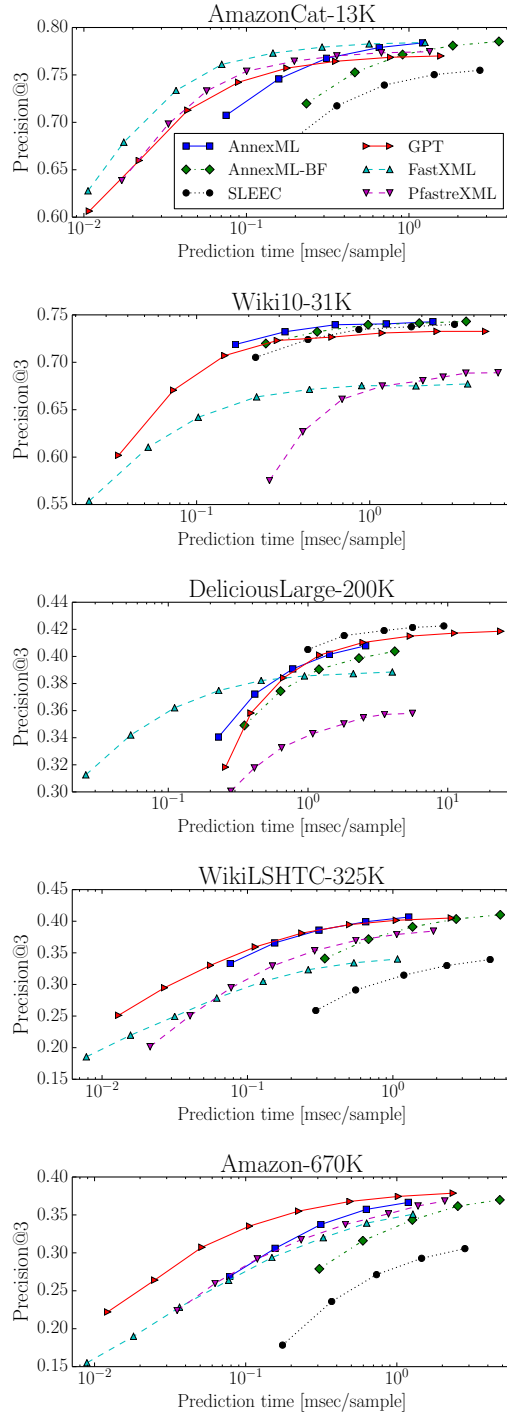 AmazonCat-13K
0.80
0.75
0.70
0.65
0.60
Precision@3
AnnexML
AnnexML-BF
SLEEC
GPT
FastXML
PfastreXML
10⁻² 10⁻¹ 10⁰
Prediction time [msec/sample]
Wiki10-31K
0.75
0.70
0.65
0.60
0.55
Precision@3
10⁻¹ 10⁰
Prediction time [msec/sample]
DeliciousLarge-200K
0.44
0.42
0.40
0.38
0.36
0.34
0.32
0.30
Precision@3
10⁻¹ 10⁰ 10¹
Prediction time [msec/sample]
WikiLSHTC-325K
0.45
0.40
0.35
0.30
0.25
0.20
0.15
Precision@3
10⁻² 10⁻¹ 10⁰
Prediction time [msec/sample]
Amazon-670K
0.40
0.35
0.30
0.25
0.20
0.15
Precision@3
10⁻² 10⁻¹ 10⁰
Prediction time [msec/sample]